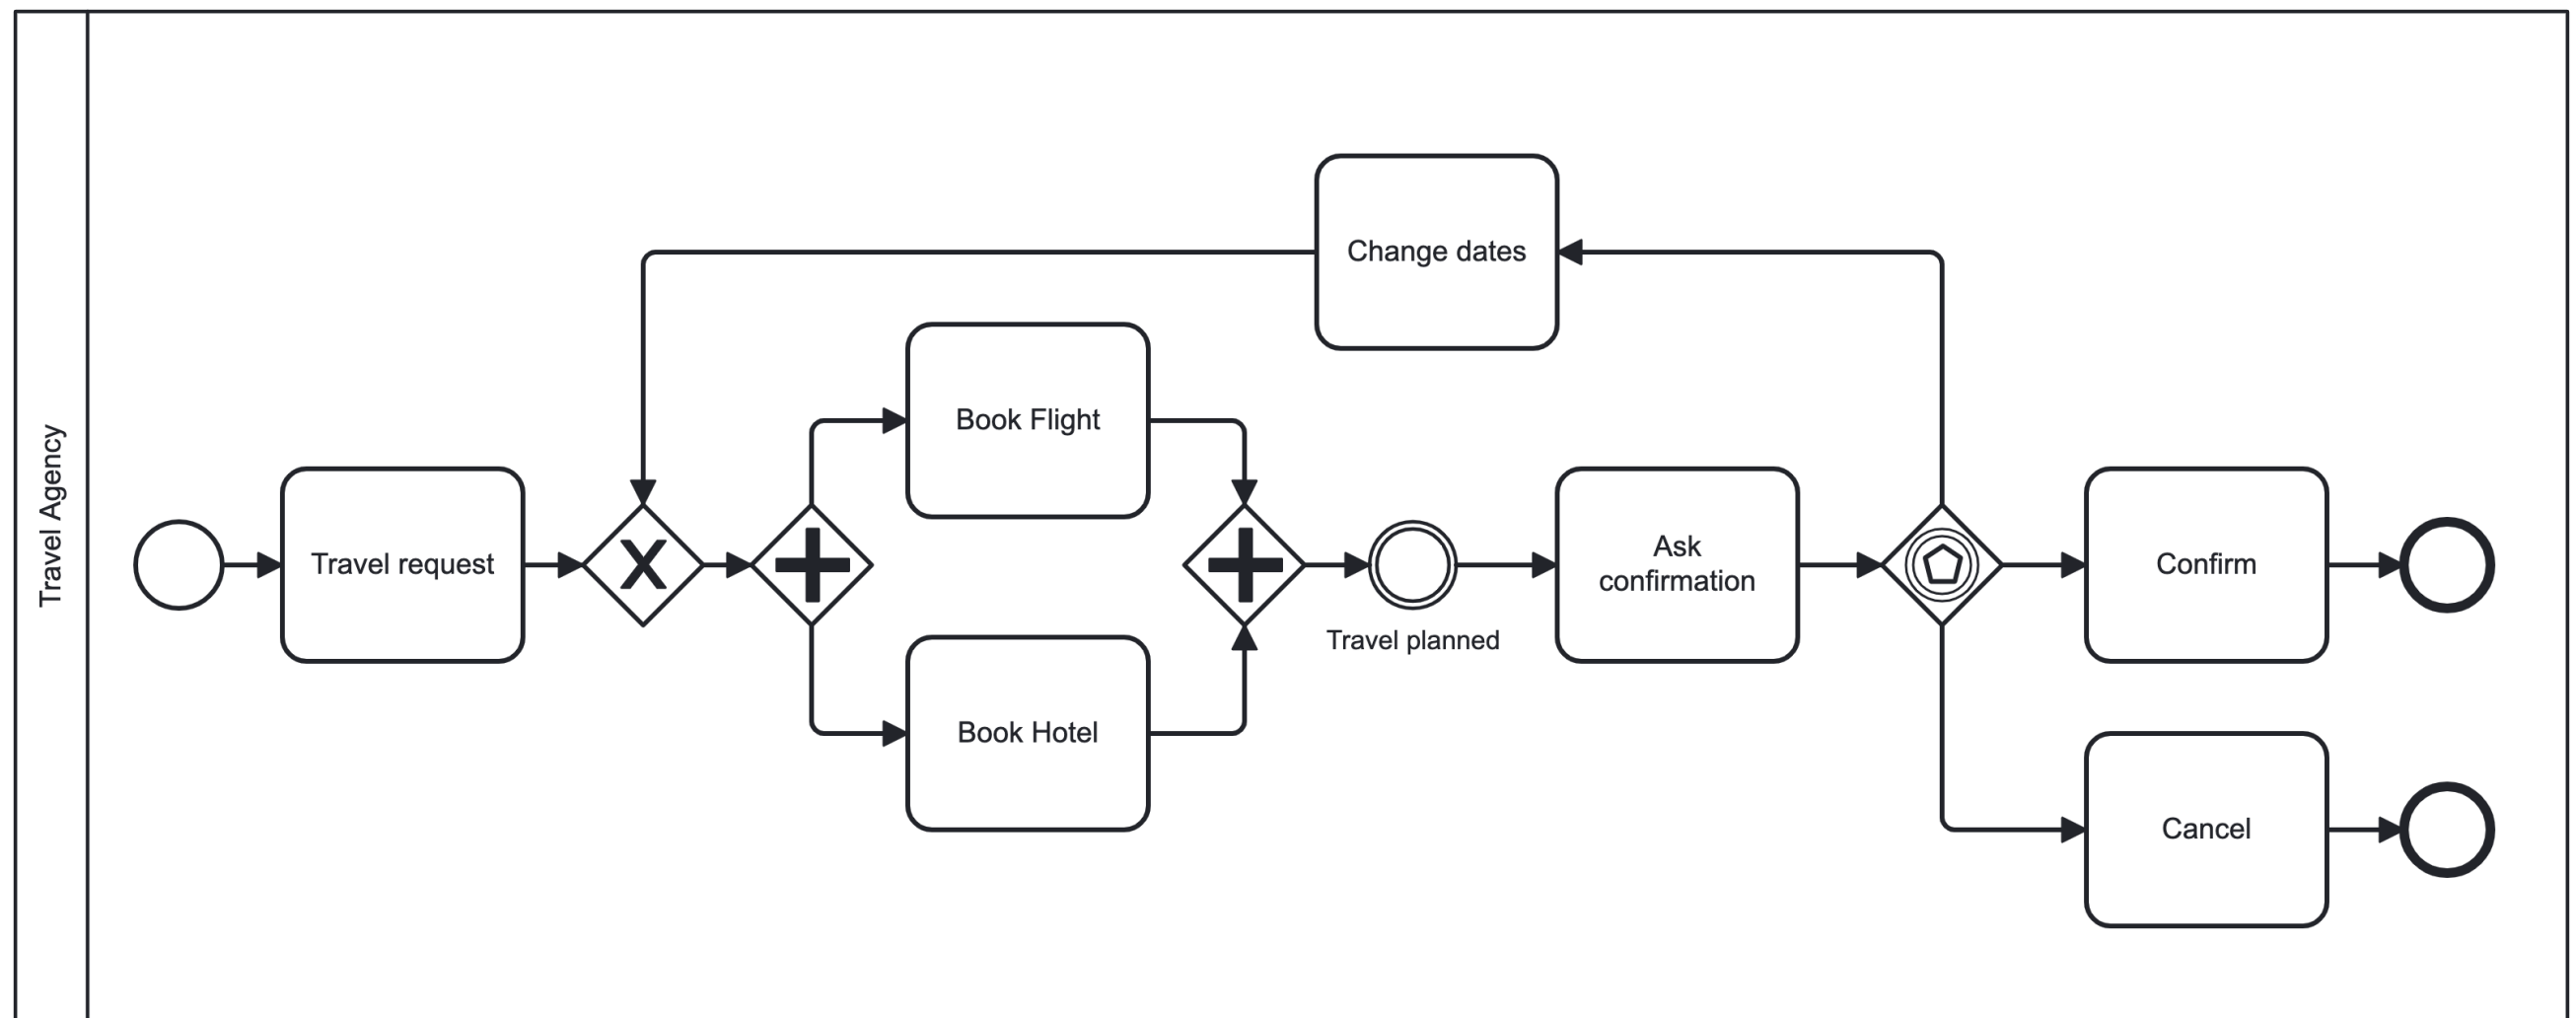 Travel Agency
Change dates
Book Flight
Travel request
X
Ask
confirmation
Confirm
Travel planned
Book Hotel
Cancel